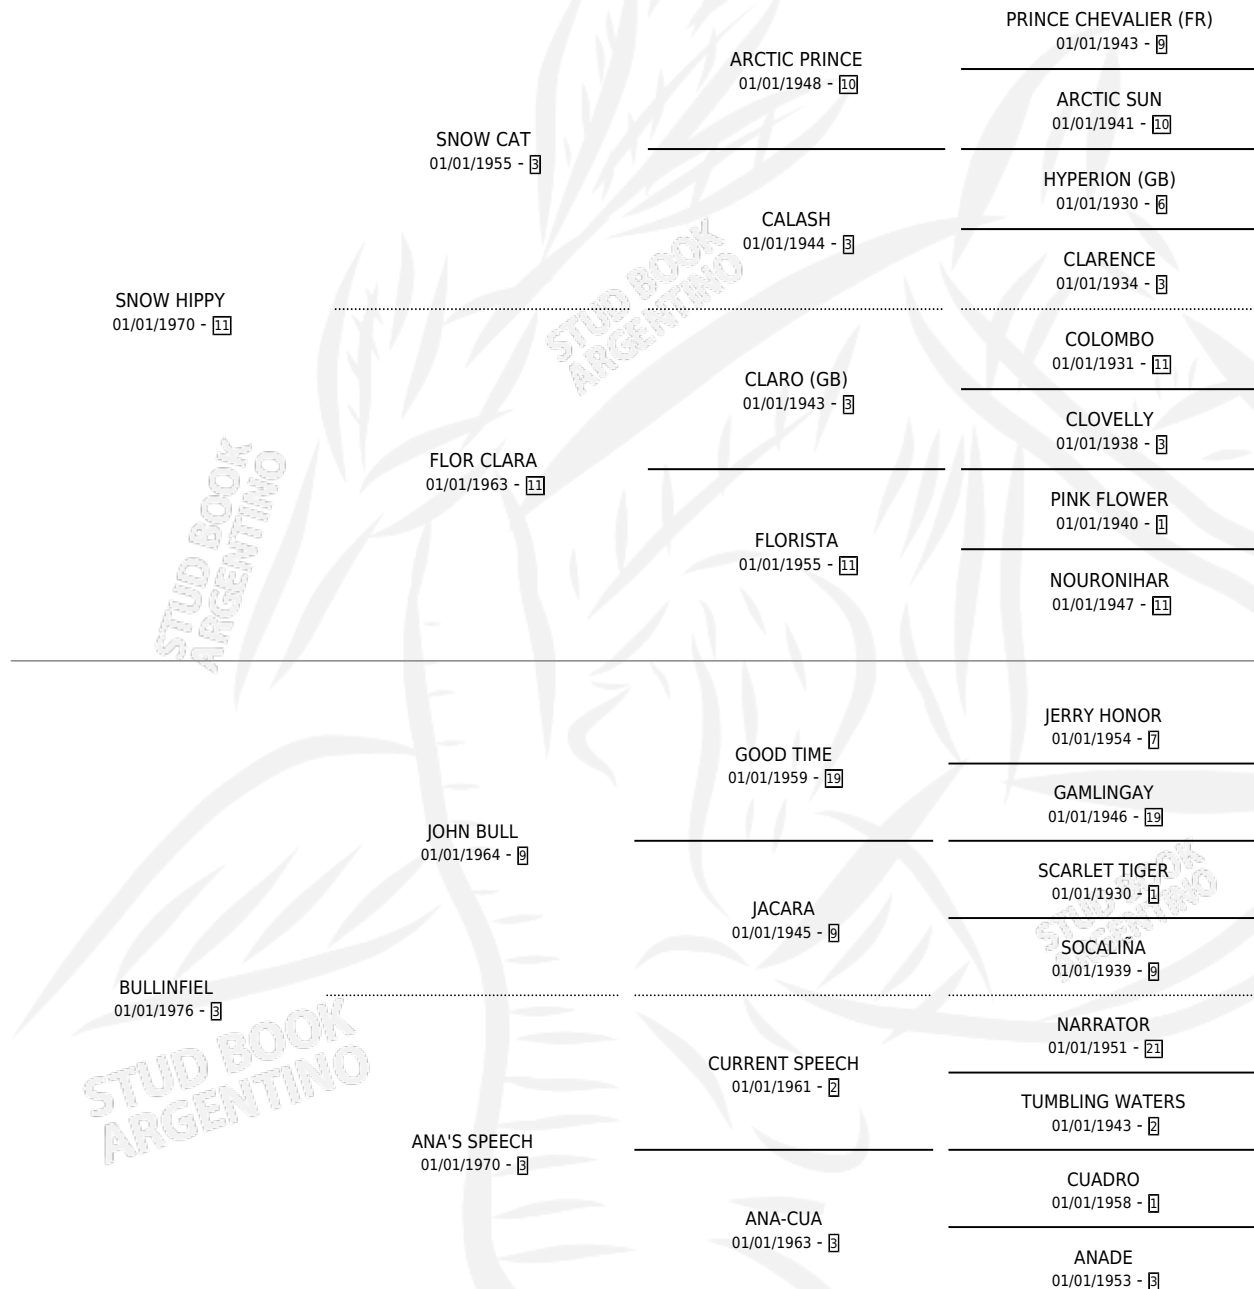 PRINCE CHEVALIER (FR)
01/01/1943 - 9
ARCTIC PRINCE
01/01/1948 - 10
ARCTIC SUN
01/01/1941 - 10
SNOW CAT
01/01/1955 - 3
HYPERION (GB)
01/01/1930 - 6
CALASH
01/01/1944 - 3
CLARENCE
01/01/1934 - 3
SNOW HIPPY
01/01/1970 - 11
COLOMBO
01/01/1931 - 11
CLARO (GB)
01/01/1943 - 3
CLOVELLY
01/01/1938 - 3
FLOR CLARA
01/01/1963 - 11
PINK FLOWER
01/01/1940 - 1
FLORISTA
01/01/1955 - 11
NOURONIHAR
01/01/1947 - 11
JERRY HONOR
01/01/1954 - 7
GOOD TIME
01/01/1959 - 19
GAMLINGAY
01/01/1946 - 19
JOHN BULL
01/01/1964 - 9
SCARLET TIGER
01/01/1930 - 1
JACARA
01/01/1945 - 9
SOCALIÑA
01/01/1939 - 9
BULLINFIEL
01/01/1976 - 3
NARRATOR
01/01/1951 - 21
CURRENT SPEECH
01/01/1961 - 2
TUMBLING WATERS
01/01/1943 - 2
ANA'S SPEECH
01/01/1970 - 3
CUADRO
01/01/1958 - 1
ANA-CUA
01/01/1963 - 3
ANADE
01/01/1953 - 3
STUD BOOK
ARGENTINO
STUD BOOK
ARGENTINO
STUD BOOK
ARGENTINO
STUD BOOK
ARGENTINO